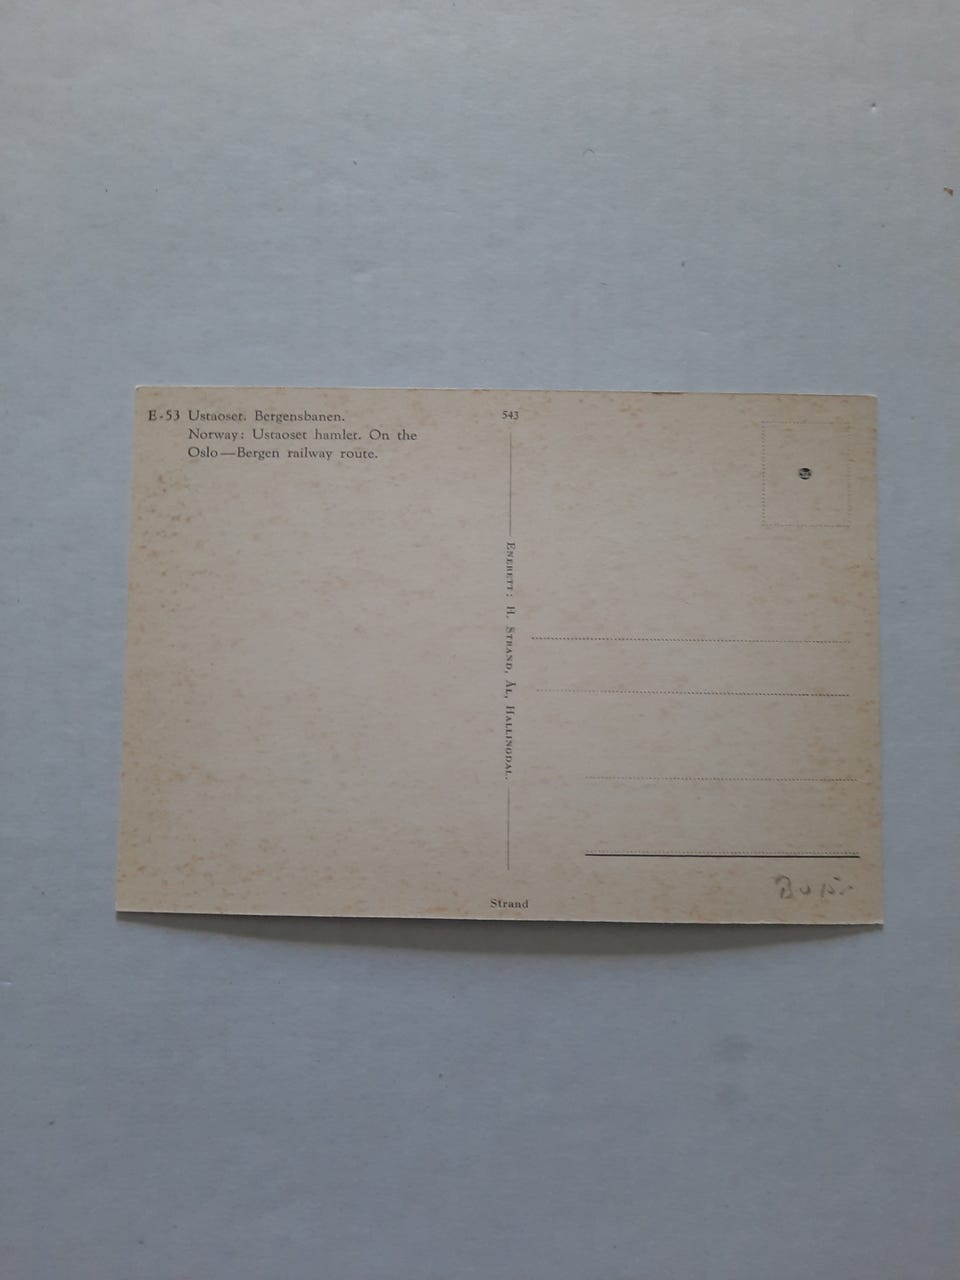 E-53 Ustaoset. Bergensbanen.
Norway: Ustaoset hamlet. On the
Oslo—Bergen railway route.
543
Enerett: H. Strand, Ål, Hallingdal.
Strand